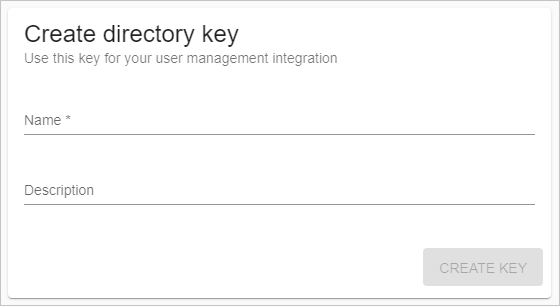 Create directory key
Use this key for your user management integration
Name *
Description
CREATE KEY